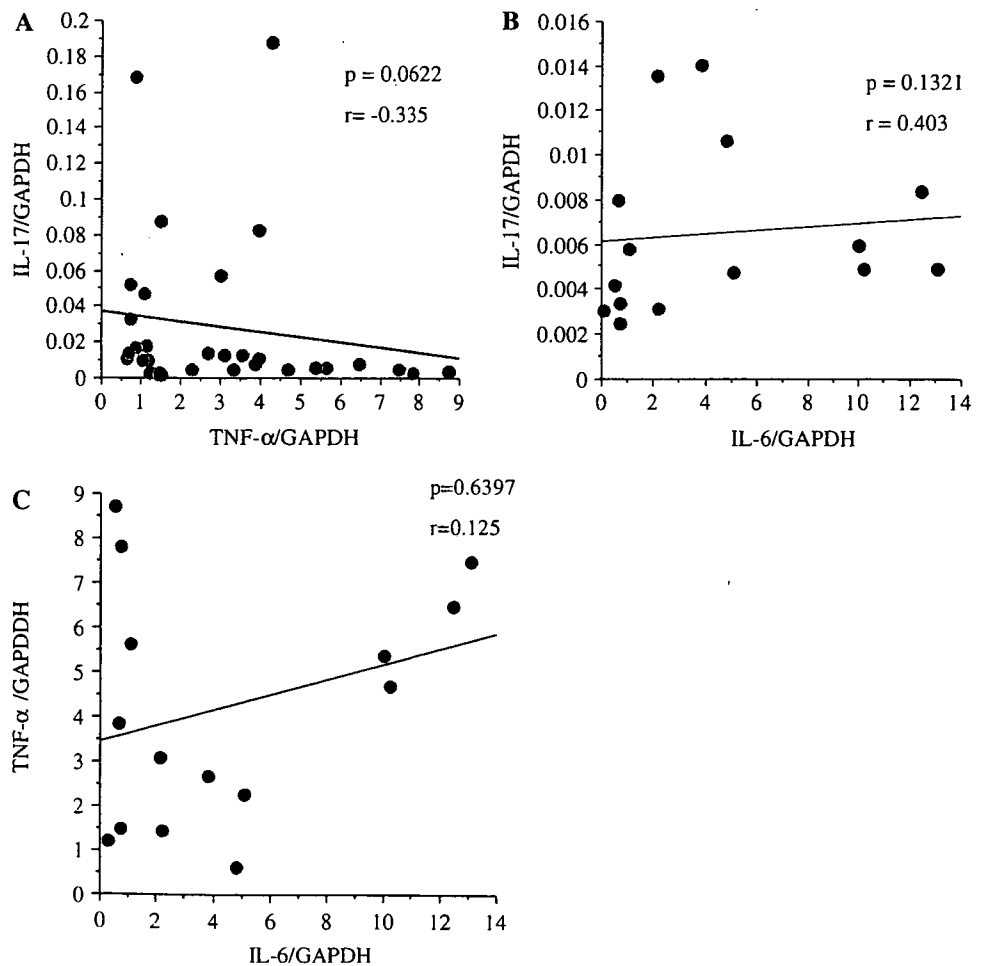 A
0.2
0.18
0.16
0.14
0.12
0.1
0.08
0.06
0.04
0.02
0
IL-17/GAPDH
p = 0.0622
r= -0.335
0 1 2 3 4 5 6 7 8 9
TNF-α/GAPDH
B
0.016
0.014
0.012
0.01
0.008
0.006
0.004
0.002
0
IL-17/GAPDH
p = 0.1321
r = 0.403
0 2 4 6 8 10 12 14
IL-6/GAPDH
C
9
8
7
6
5
4
3
2
1
0
TNF-α /GAPDDH
p=0.6397
r=0.125
0 2 4 6 8 10 12 14
IL-6/GAPDH